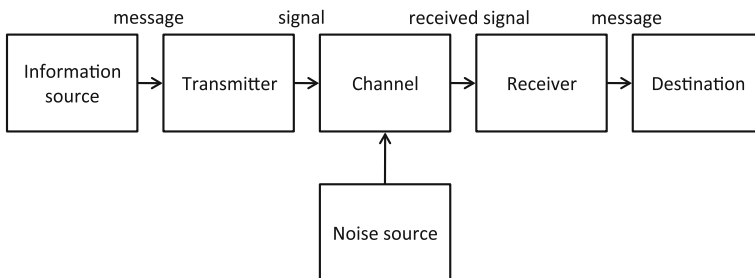 message
signal
received signal
message
Information
source
Transmitter
Channel
Receiver
Destination
Noise source